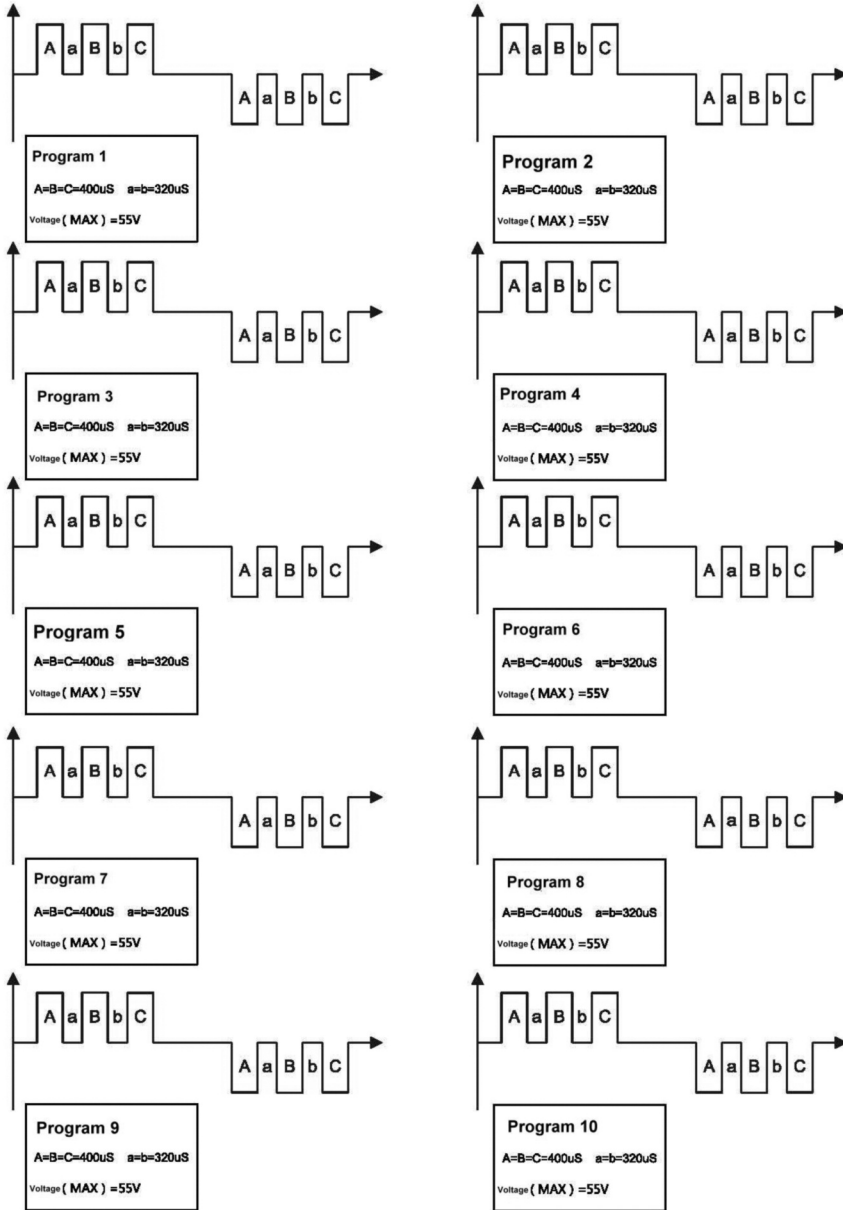 A a B b C
A a B b C
Program 1
A=B=C=400uS a=b=320uS
Voltage ( MAX ) =55V
A a B b C
A a B b C
Program 2
A=B=C=400uS a=b=320uS
Voltage ( MAX ) =55V
A a B b C
A a B b C
Program 3
A=B=C=400uS a=b=320uS
Voltage ( MAX ) =55V
A a B b C
A a B b C
Program 4
A=B=C=400uS a=b=320uS
Voltage ( MAX ) =55V
A a B b C
A a B b C
Program 5
A=B=C=400uS a=b=320uS
Voltage ( MAX ) =55V
A a B b C
A a B b C
Program 6
A=B=C=400uS a=b=320uS
Voltage ( MAX ) =55V
A a B b C
A a B b C
Program 7
A=B=C=400uS a=b=320uS
Voltage ( MAX ) =55V
A a B b C
A a B b C
Program 8
A=B=C=400uS a=b=320uS
Voltage ( MAX ) =55V
A a B b C
A a B b C
Program 9
A=B=C=400uS a=b=320uS
Voltage ( MAX ) =55V
A a B b C
A a B b C
Program 10
A=B=C=400uS a=b=320uS
Voltage ( MAX ) =55V